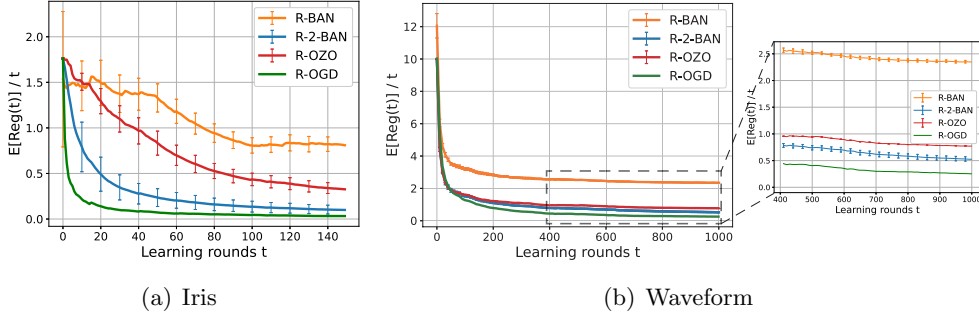 E[Reg(t)] / t
2.0
1.5
1.0
0.5
0.0
0 20 40 60 80 100 120 140
Learning rounds t
R-BAN
R-2-BAN
R-OZO
R-OGD
(a) Iris
E[Reg(t)] / t
12
10
8
6
4
2
0
0 200 400 600 800 1000
Learning rounds t
R-BAN
R-2-BAN
R-OZO
R-OGD
(b) Waveform
E[Reg(t)] / t
2.5
2.0
1.5
1.0
0.5
0.0
400 500 600 700 800 900 1000
Learning rounds t
R-BAN
R-2-BAN
R-OZO
R-OGD